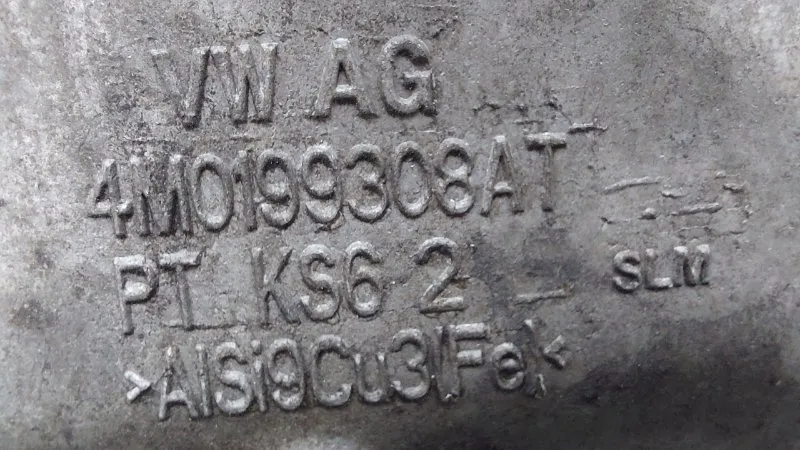 VW AG
4M0199308AT
PT KS6 2 SLM
>AlSi9Cu3(Fe)<